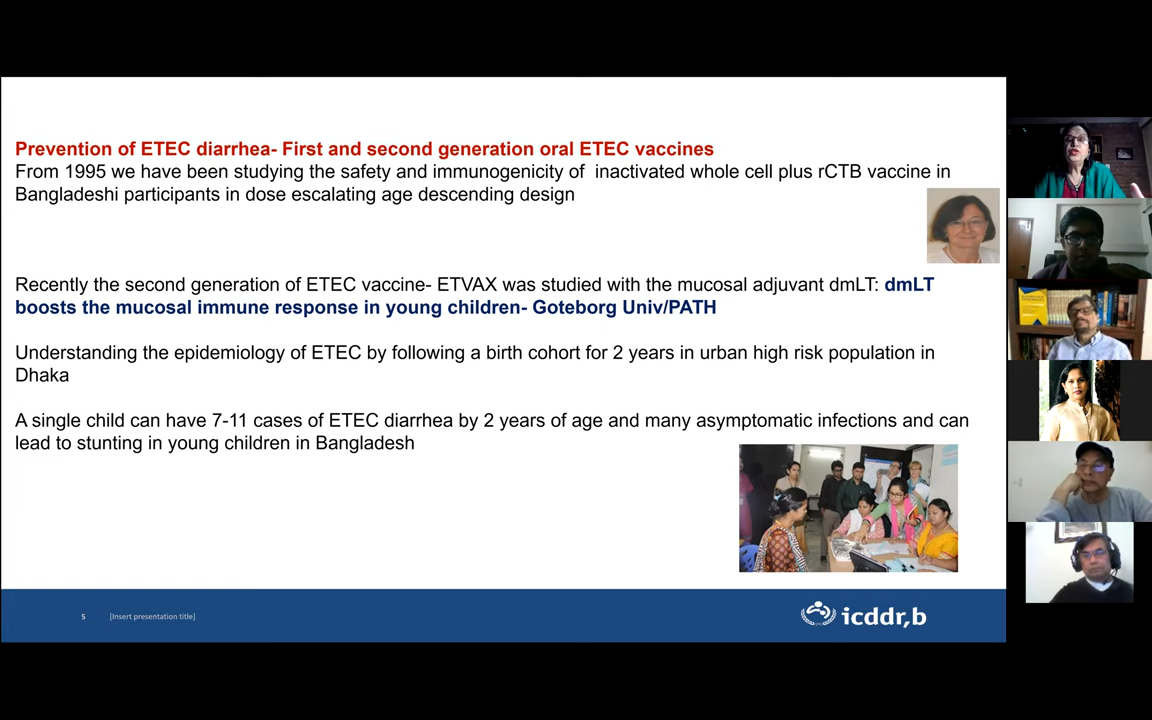 Prevention of ETEC diarrhea- First and second generation oral ETEC vaccines
From 1995 we have been studying the safety and immunogenicity of  inactivated whole cell plus rCTB vaccine in
Bangladeshi participants in dose escalating age descending design
Recently the second generation of ETEC vaccine- ETVAX was studied with the mucosal adjuvant dmLT: dmLT
boosts the mucosal immune response in young children- Goteborg Univ/PATH
Understanding the epidemiology of ETEC by following a birth cohort for 2 years in urban high risk population in
Dhaka
A single child can have 7-11 cases of ETEC diarrhea by 2 years of age and many asymptomatic infections and can
lead to stunting in young children in Bangladesh
5 [Insert presentation title]
icddr,b